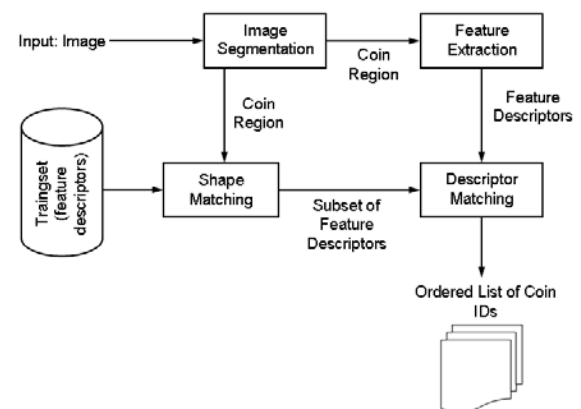 Input: Image
Image
Segmentation
Coin
Region
Feature
Extraction
Coin
Region
Feature
Descriptors
Traingset
(feature
descriptors)
Shape
Matching
Subset of
Feature
Descriptors
Descriptor
Matching
Ordered List of Coin
IDs